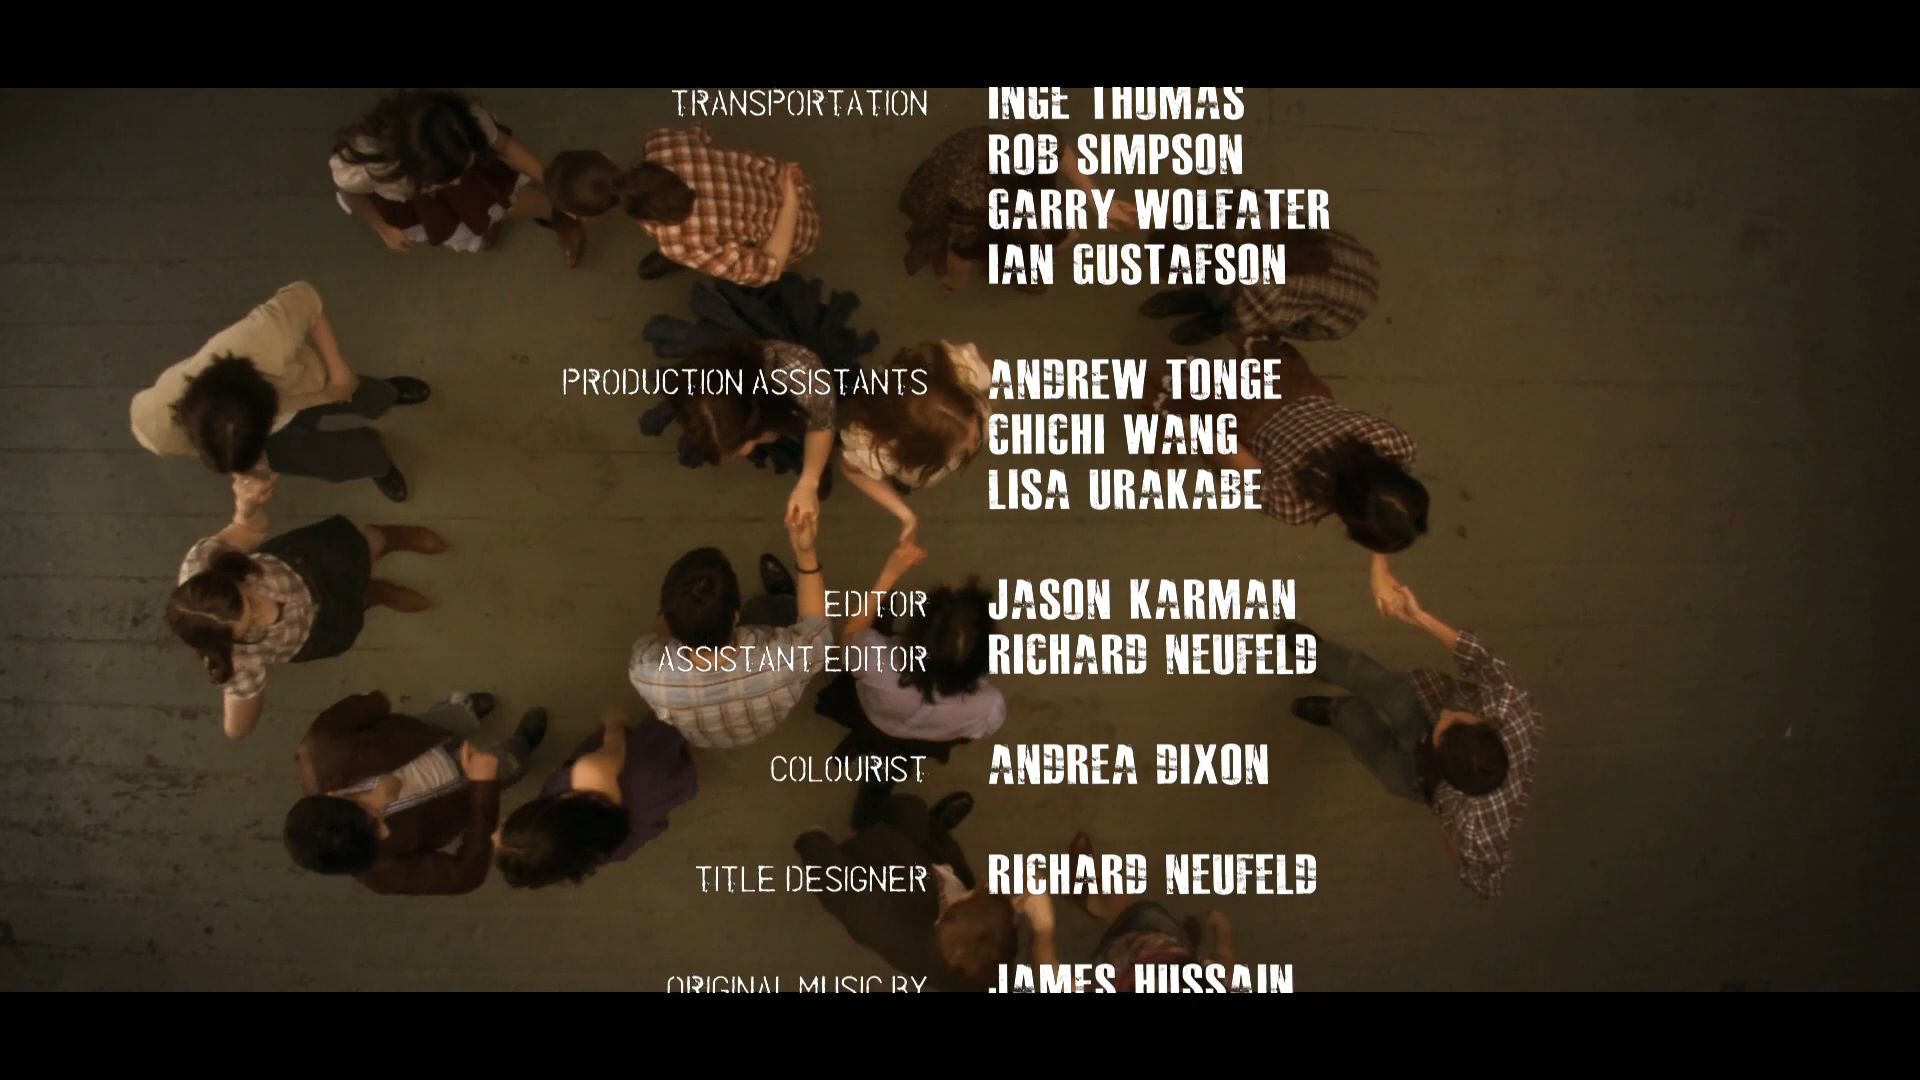 TRANSPORTATION INGE THOMAS
ROB SIMPSON
GARRY WOLFATER
IAN GUSTAFSON
PRODUCTION ASSISTANTS ANDREW TONGE
CHICHI WANG
LISA URAKABE
EDITOR JASON KARMAN
ASSISTANT EDITOR RICHARD NEUFELD
COLOURIST ANDREA DIXON
TITLE DESIGNER RICHARD NEUFELD
ORIGINAL MUSIC BY JAMES HUSSAIN